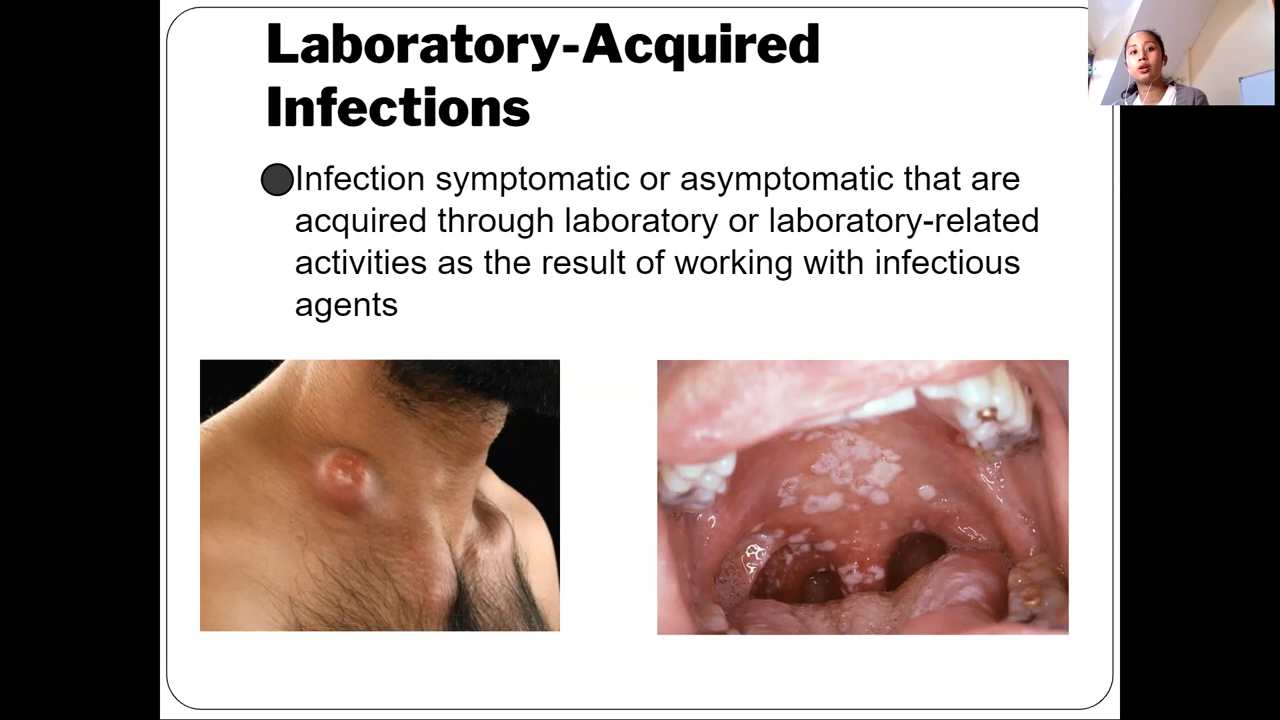 Laboratory-Acquired
Infections
Infection symptomatic or asymptomatic that are
acquired through laboratory or laboratory-related
activities as the result of working with infectious
agents